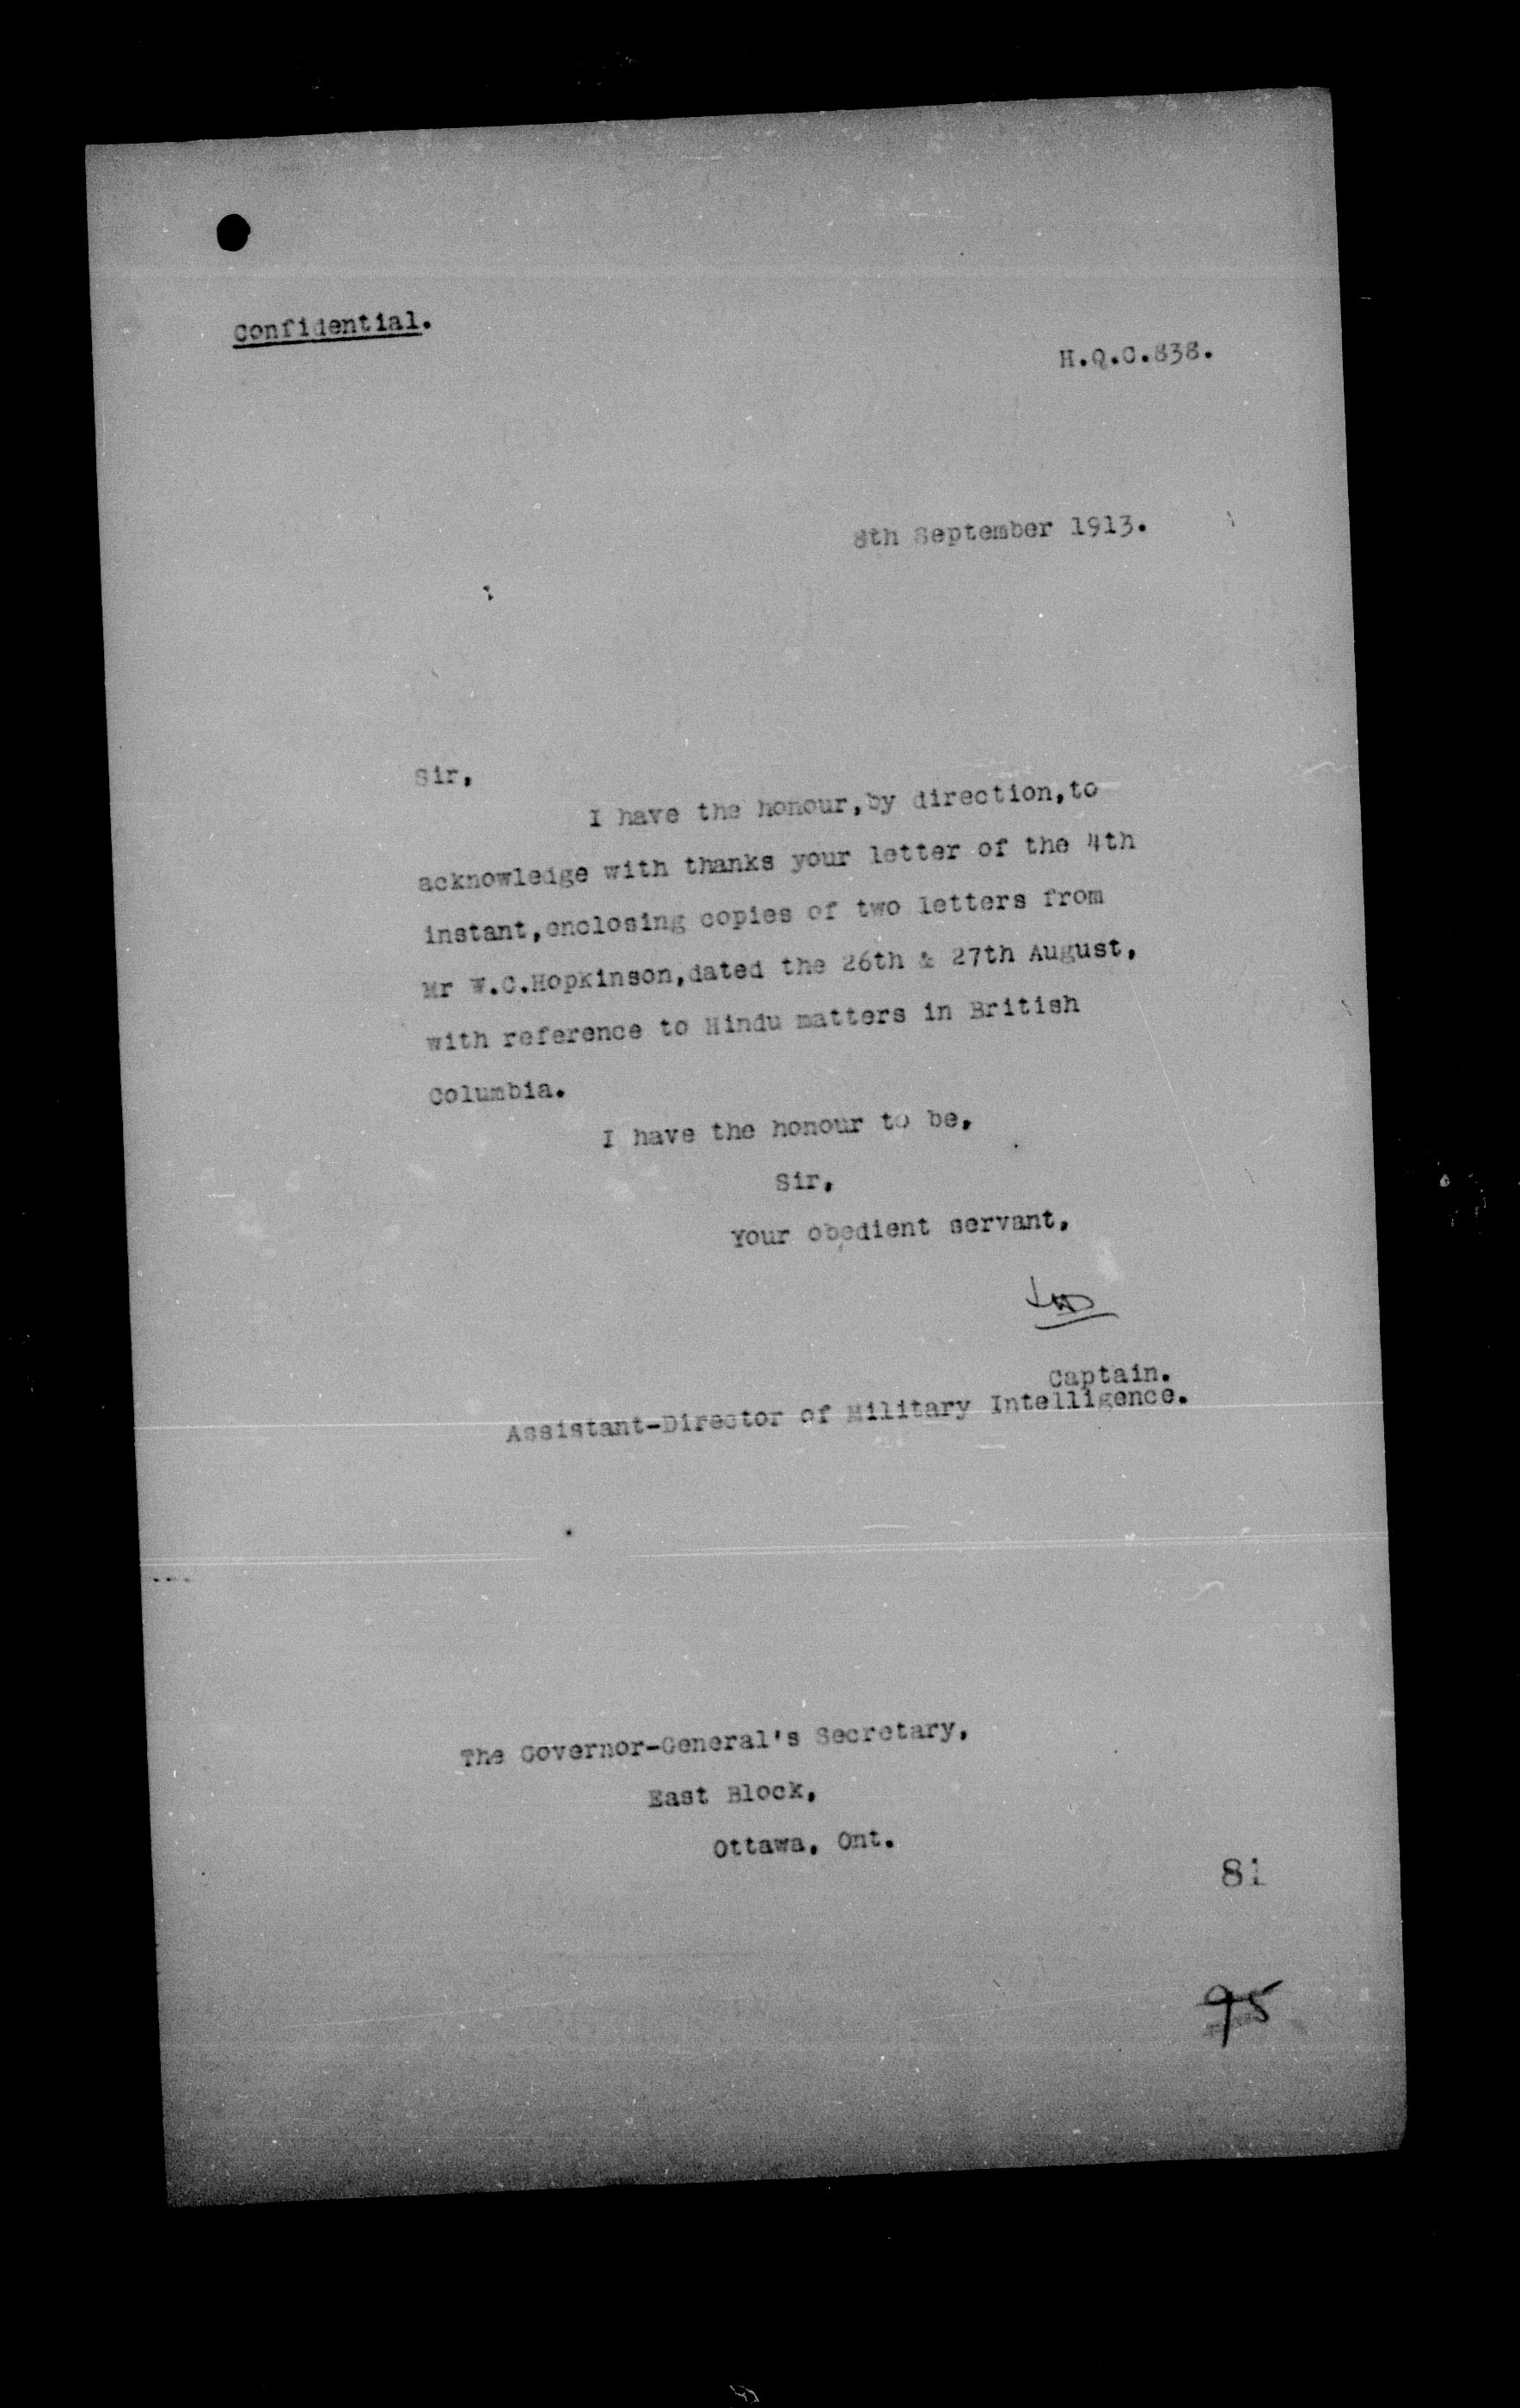 Confidential.
H.Q.C.838.
8th September 1913.
Sir,
I have the honour,by direction,to
acknowledge with thanks your letter of the 4th
instant,enclosing copies of two letters from
Mr W.C.Hopkinson,dated the 26th & 27th August,
with reference to Hindu matters in British
Columbia.
I have the honour to be,
Sir,
Your obedient servant,
Captain.
Assistant-Director of Military Intelligence.
The Governor-General's Secretary,
East Block,
Ottawa, Ont.
81
95